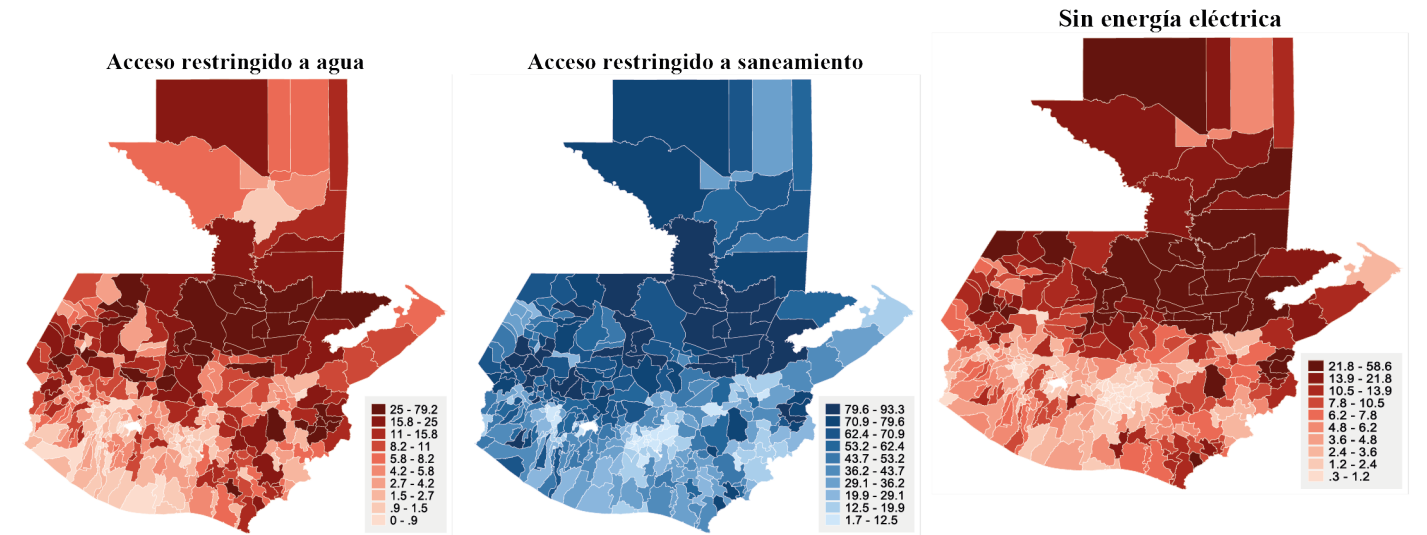 Acceso restringido a agua
Acceso restringido a saneamiento
Sin energía eléctrica
25 - 79.2
15.8 - 25
11 - 15.8
8.2 - 11
5.8 - 8.2
4.2 - 5.8
2.7 - 4.2
1.5 - 2.7
.9 - 1.5
0 - .9
79.6 - 93.3
70.9 - 79.6
62.4 - 70.9
53.2 - 62.4
43.7 - 53.2
36.2 - 43.7
29.1 - 36.2
19.9 - 29.1
12.5 - 19.9
1.7 - 12.5
21.8 - 58.6
13.9 - 21.8
10.5 - 13.9
7.8 - 10.5
6.2 - 7.8
4.8 - 6.2
3.6 - 4.8
2.4 - 3.6
1.2 - 2.4
.3 - 1.2